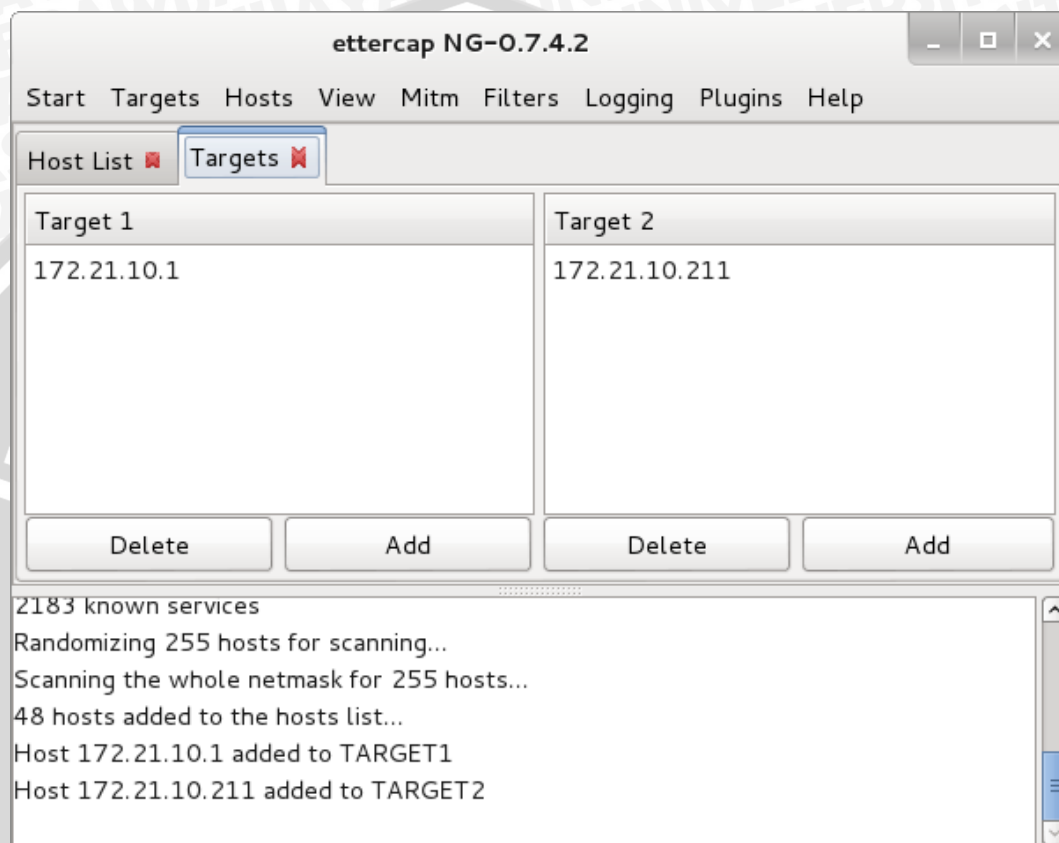 ettercap NG-0.7.4.2
Start Targets Hosts View Mitm Filters Logging Plugins Help
Host List Targets
Target 1 Target 2
172.21.10.1 172.21.10.211
Delete Add Delete Add
2183 known services
Randomizing 255 hosts for scanning...
Scanning the whole netmask for 255 hosts...
48 hosts added to the hosts list...
Host 172.21.10.1 added to TARGET1
Host 172.21.10.211 added to TARGET2